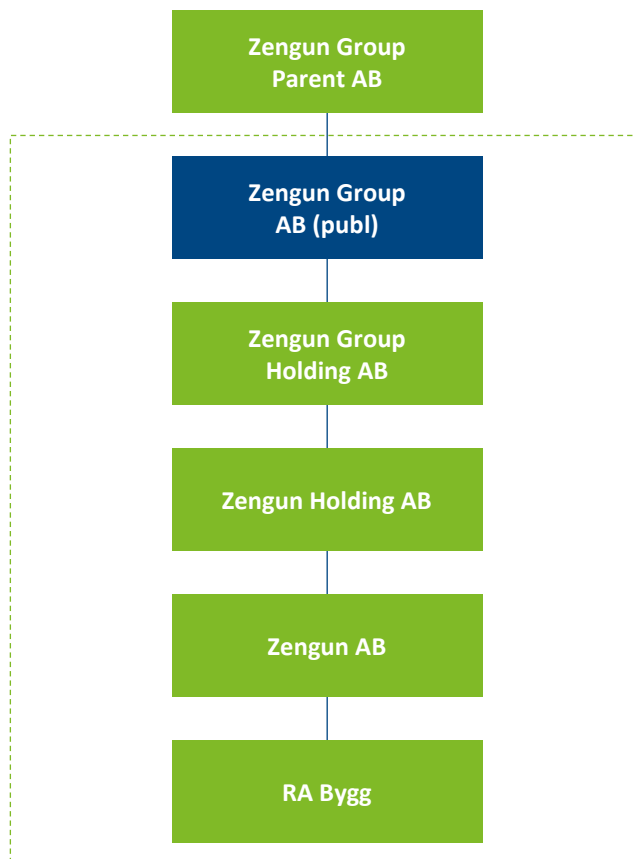 Zengun Group
Parent AB
Zengun Group
AB (publ)
Zengun Group
Holding AB
Zengun Holding AB
Zengun AB
RA Bygg